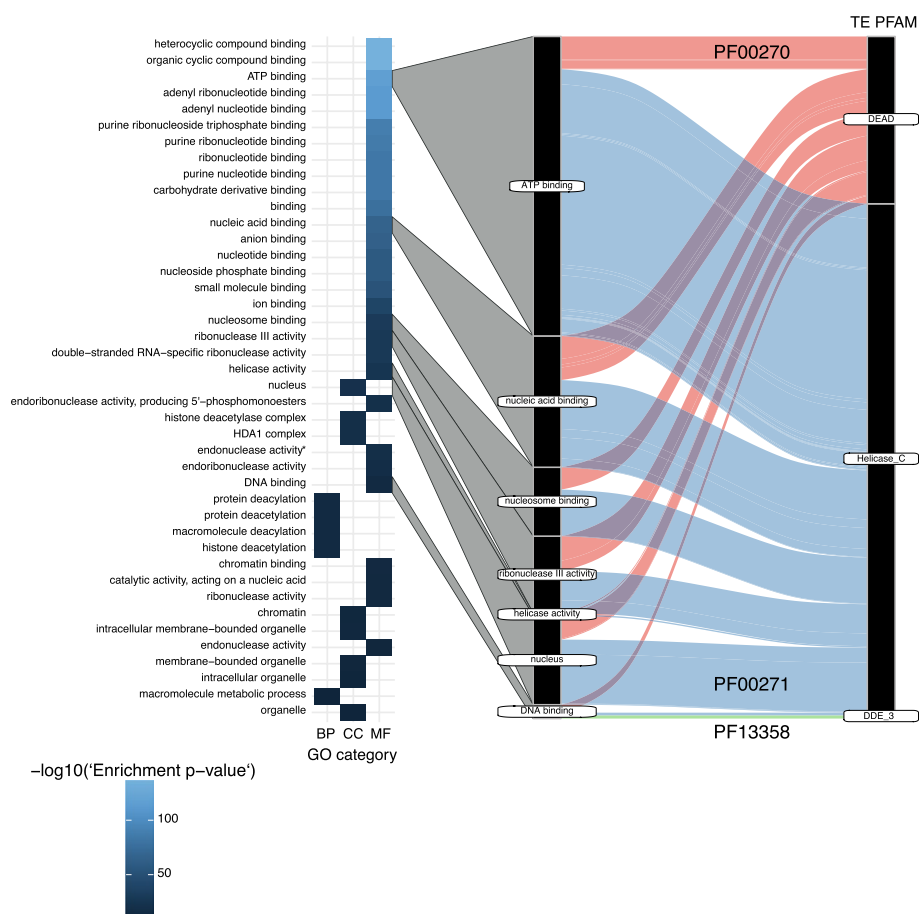 TE PFAM
heterocyclic compound binding
organic cyclic compound binding
ATP binding
adenyl ribonucleotide binding
adenyl nucleotide binding
purine ribonucleoside triphosphate binding
purine ribonucleotide binding
ribonucleotide binding
purine nucleotide binding
carbohydrate derivative binding
binding
nucleic acid binding
anion binding
nucleotide binding
nucleoside phosphate binding
small molecule binding
ion binding
nucleosome binding
ribonuclease III activity
double−stranded RNA−specific ribonuclease activity
helicase activity
nucleus
endoribonuclease activity, producing 5'−phosphomonoesters
histone deacetylase complex
HDA1 complex
endonuclease activity*
endoribonuclease activity
DNA binding
protein deacylation
protein deacetylation
macromolecule deacylation
histone deacetylation
chromatin binding
catalytic activity, acting on a nucleic acid
ribonuclease activity
chromatin
intracellular membrane−bounded organelle
endonuclease activity
membrane−bounded organelle
intracellular organelle
macromolecule metabolic process
organelle
BP CC MF
GO category
PF00270
DEAD
ATP binding
nucleic acid binding
Helicase_C
nucleosome binding
ribonuclease III activity
helicase activity
nucleus
PF00271
DNA binding
DDE_3
PF13358
−log10(‘Enrichment p−value‘)
100
50